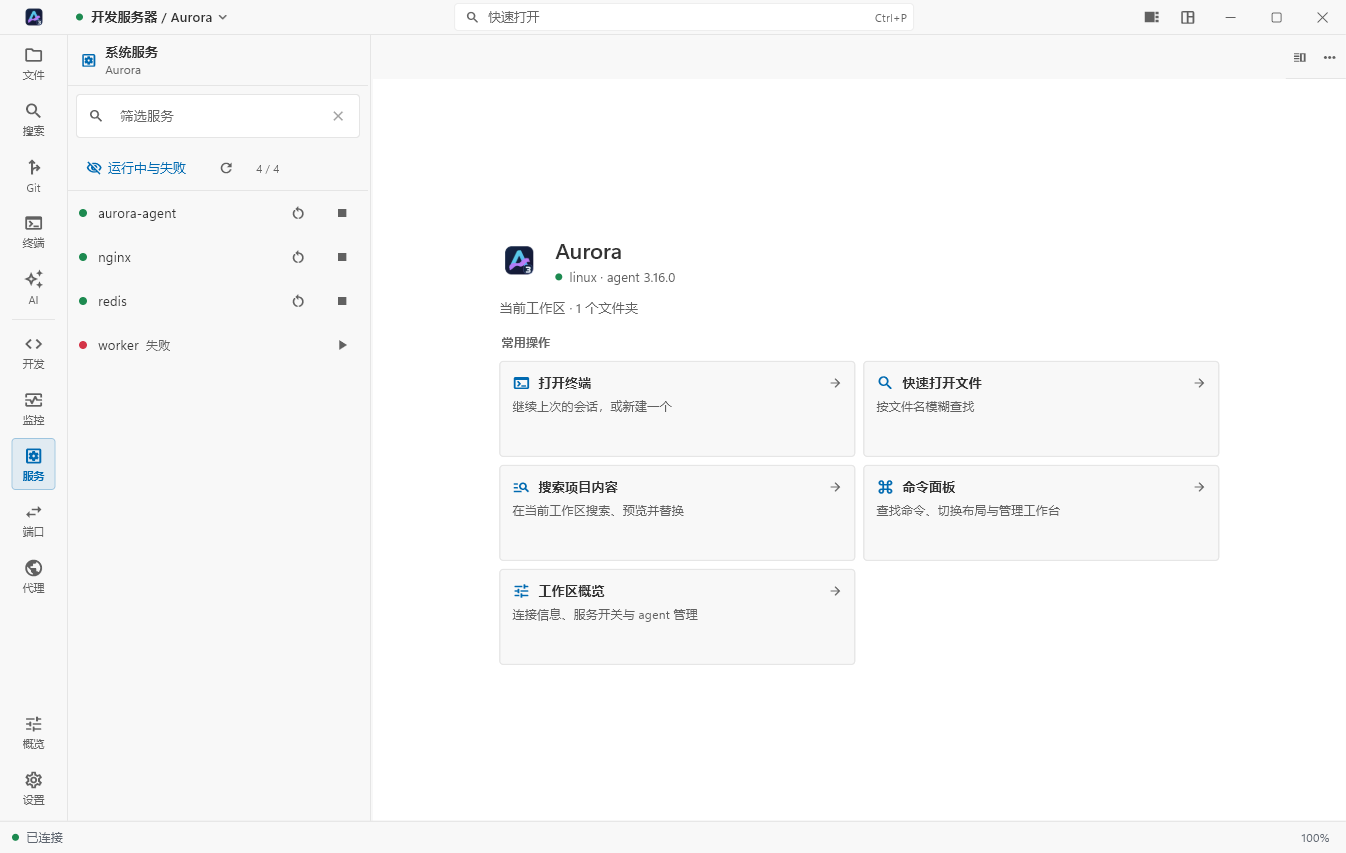 开发服务器 / Aurora
快速打开
Ctrl+P
文件
搜索
Git
终端
AI
开发
监控
服务
端口
代理
概览
设置
系统服务
Aurora
筛选服务
运行中与失败
4 / 4
aurora-agent
nginx
redis
worker 失败
Aurora
linux · agent 3.16.0
当前工作区 · 1 个文件夹
常用操作
打开终端
继续上次的会话，或新建一个
快速打开文件
按文件名模糊查找
搜索项目内容
在当前工作区搜索、预览并替换
命令面板
查找命令、切换布局与管理工作台
工作区概览
连接信息、服务开关与 agent 管理
已连接
100%